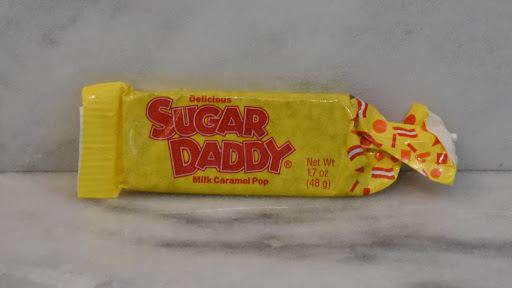 Delicious
SUGAR
DADDY®
Milk Caramel Pop
Net Wt
1.7 oz
(48 g)